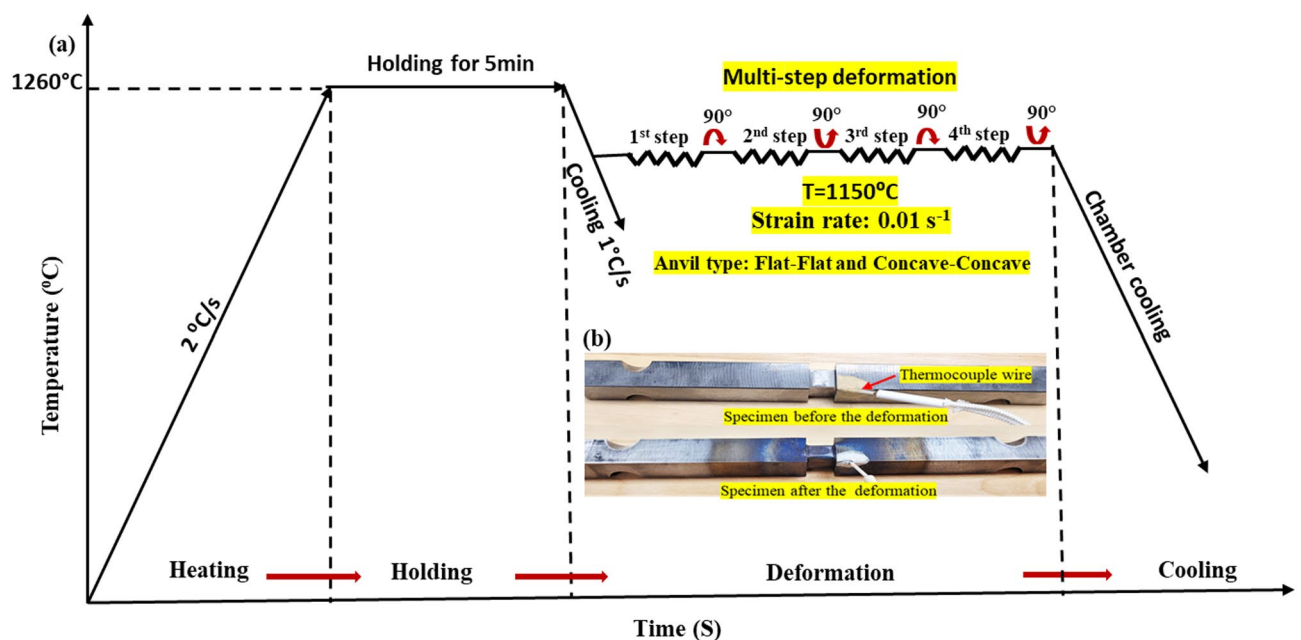 (a)
1260°C
Holding for 5min
Multi-step deformation
90°
90°
90°
90°
1st step
2nd step
3rd step
4th step
T=1150°C
Strain rate: 0.01 s-1
Anvil type: Flat-Flat and Concave-Concave
2 °C/s
Cooling 1°C/s
Chamber cooling
(b)
Thermocouple wire
Specimen before the deformation
Specimen after the deformation
Temperature (°C)
Heating
Holding
Deformation
Cooling
Time (S)